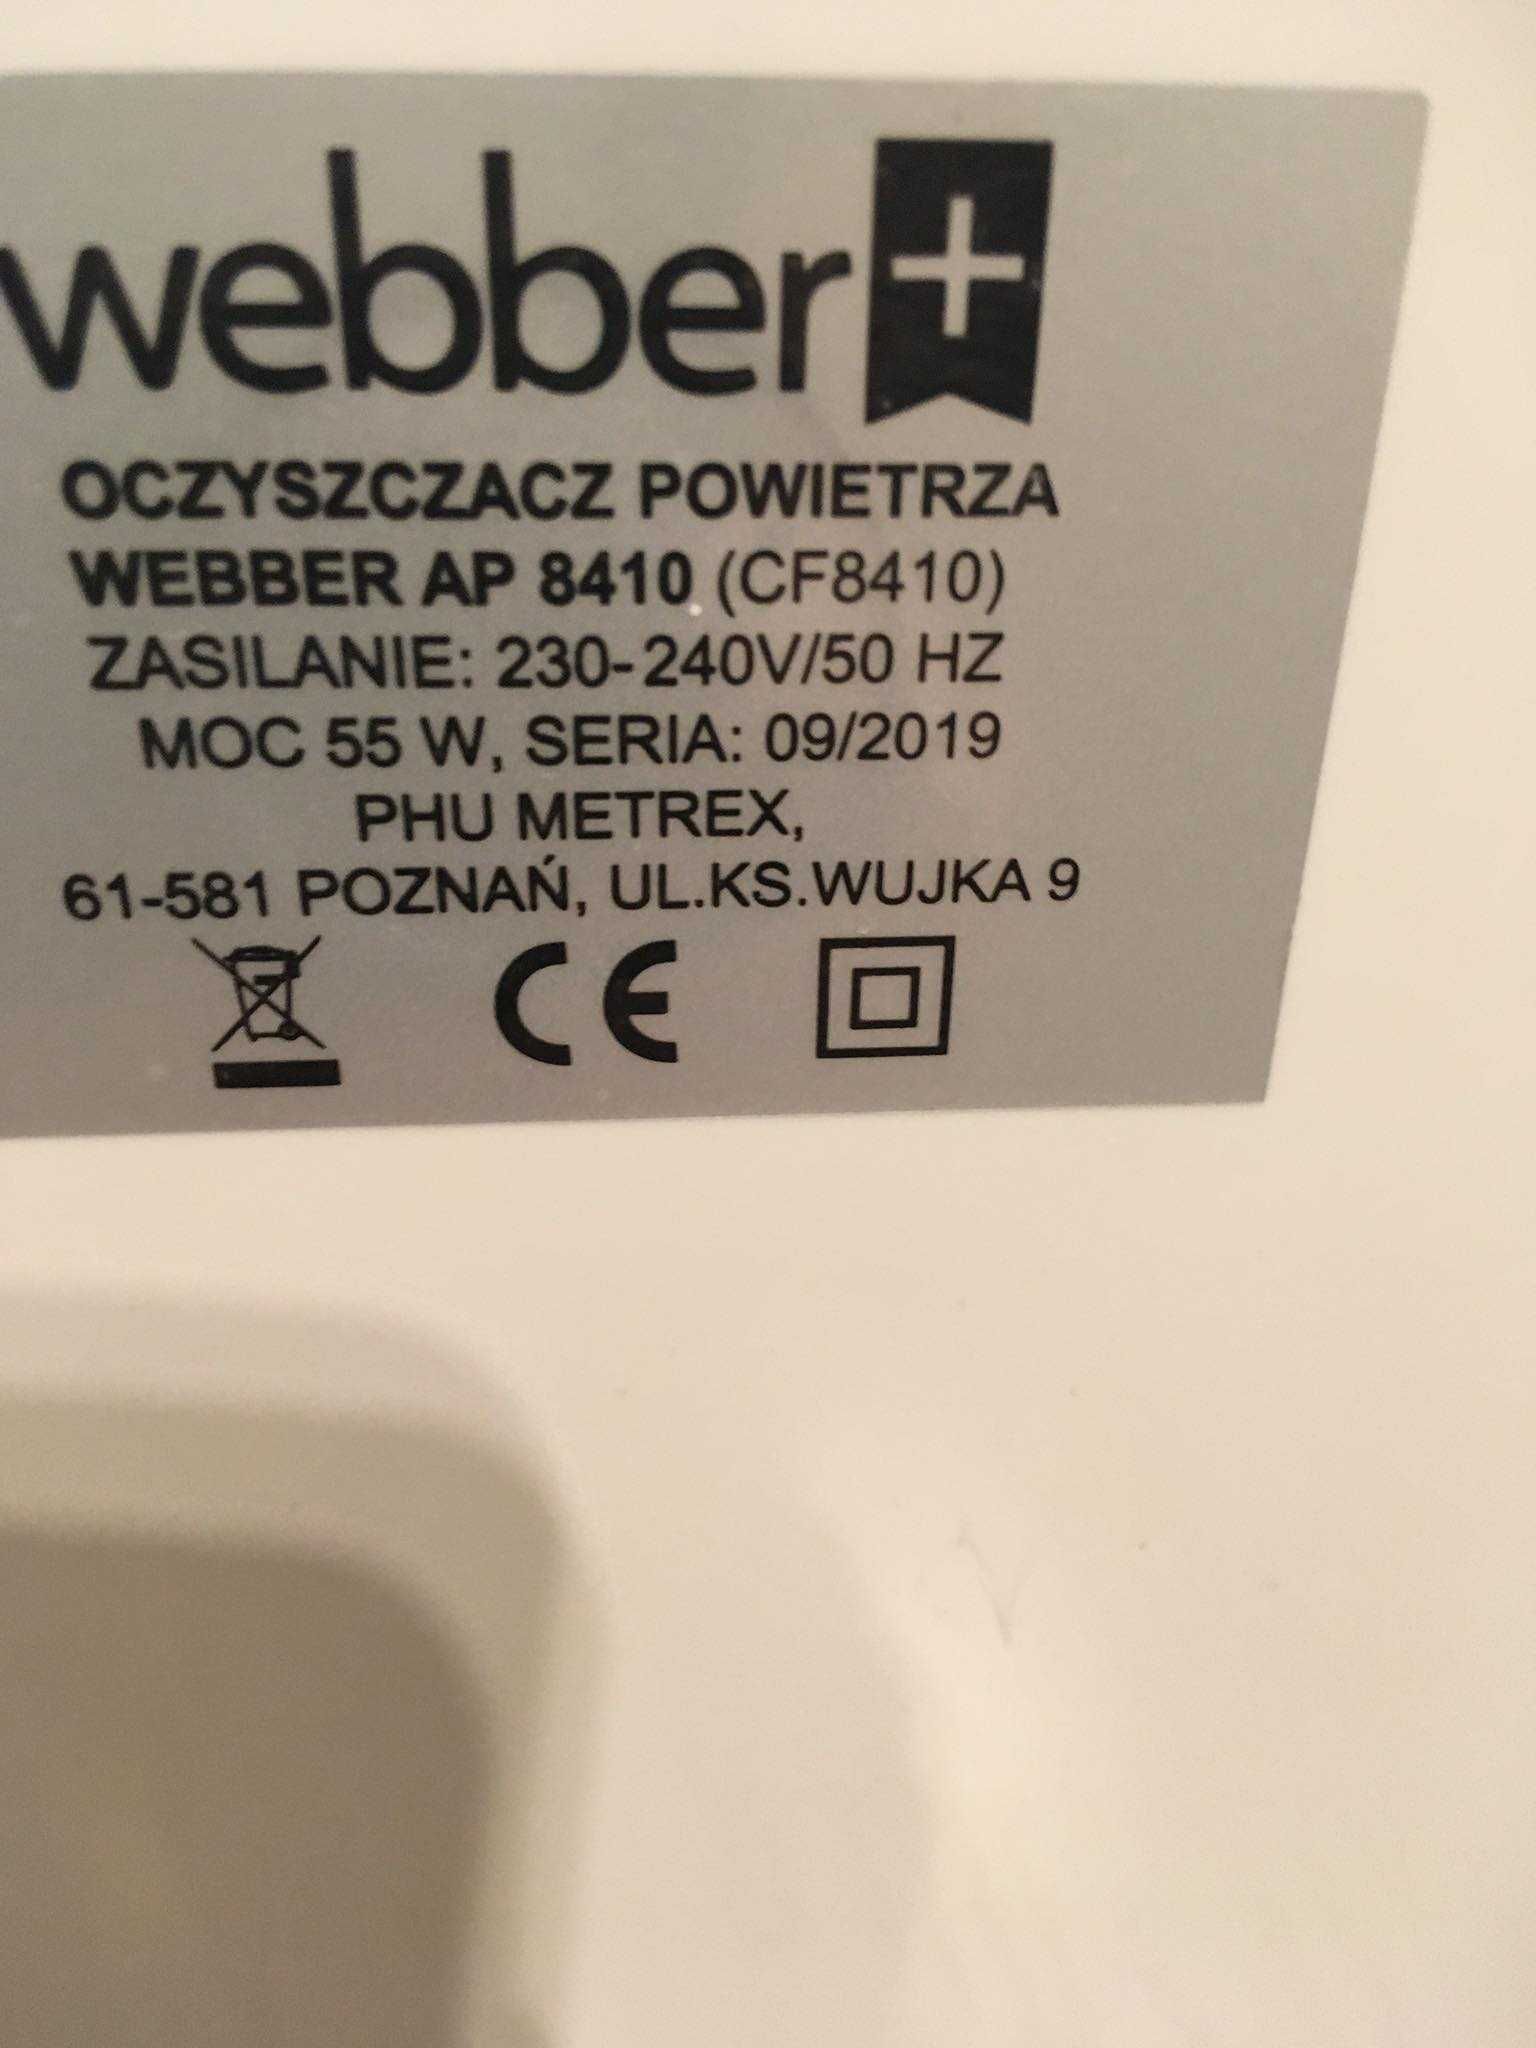 webber+
OCZYSZCZACZ POWIETRZA
WEBBER AP 8410 (CF8410)
ZASILANIE: 230-240V/50 HZ
MOC 55 W, SERIA: 09/2019
PHU METREX,
61-581 POZNAŃ, UL.KS.WUJKA 9
CE